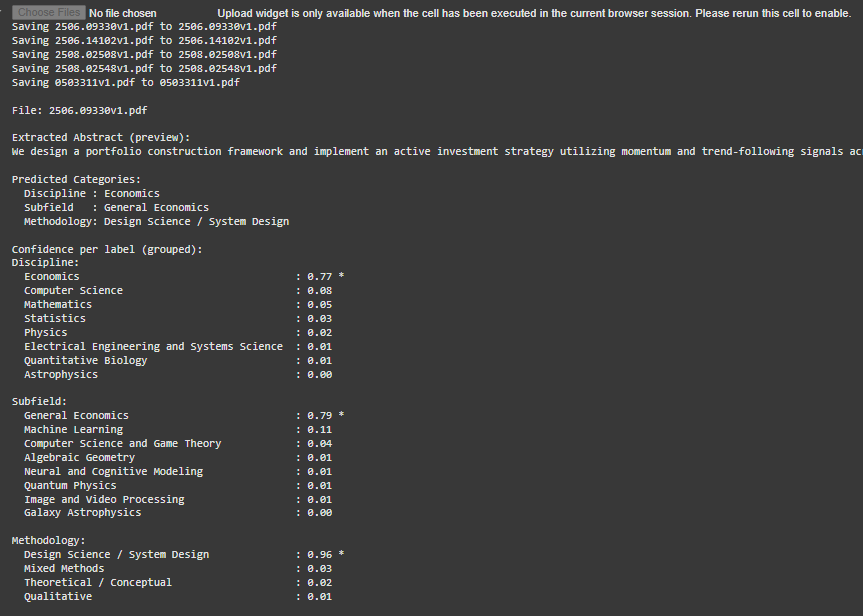 Choose Files No file chosen Upload widget is only available when the cell has been executed in the current browser session. Please rerun this cell to enable.
Saving 2506.09330v1.pdf to 2506.09330v1.pdf
Saving 2506.14102v1.pdf to 2506.14102v1.pdf
Saving 2508.02508v1.pdf to 2508.02508v1.pdf
Saving 2508.02548v1.pdf to 2508.02548v1.pdf
Saving 0503311v1.pdf to 0503311v1.pdf
File: 2506.09330v1.pdf
Extracted Abstract (preview):
We design a portfolio construction framework and implement an active investment strategy utilizing momentum and trend-following signals
Predicted Categories:
Discipline : Economics
Subfield : General Economics
Methodology: Design Science / System Design
Confidence per label (grouped):
Discipline:
Economics : 0.77 *
Computer Science : 0.08
Mathematics : 0.05
Statistics : 0.03
Physics : 0.02
Electrical Engineering and Systems Science : 0.01
Quantitative Biology : 0.01
Astrophysics : 0.00
Subfield:
General Economics : 0.79 *
Machine Learning : 0.11
Computer Science and Game Theory : 0.04
Algebraic Geometry : 0.01
Neural and Cognitive Modeling : 0.01
Quantum Physics : 0.01
Image and Video Processing : 0.01
Galaxy Astrophysics : 0.00
Methodology:
Design Science / System Design : 0.96 *
Mixed Methods : 0.03
Theoretical / Conceptual : 0.02
Qualitative : 0.01